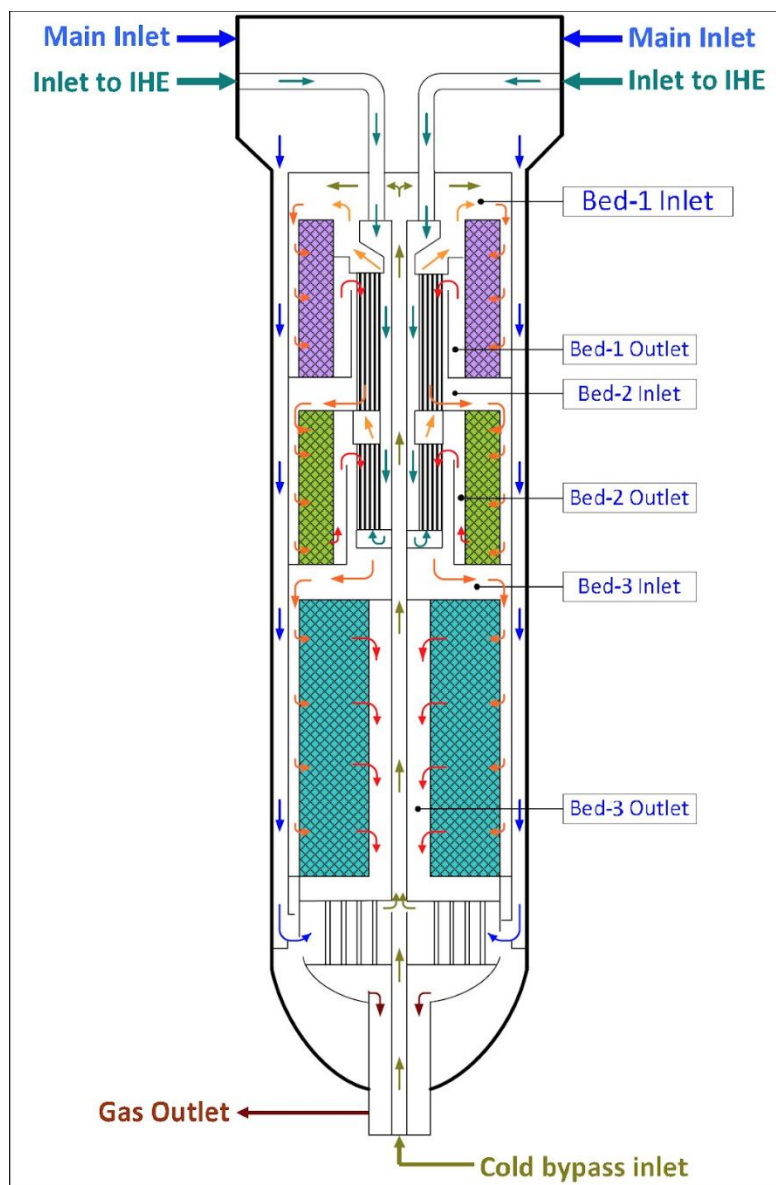 Main Inlet
Main Inlet
Inlet to IHE
Inlet to IHE
Bed-1 Inlet
Bed-1 Outlet
Bed-2 Inlet
Bed-2 Outlet
Bed-3 Inlet
Bed-3 Outlet
Gas Outlet
Cold bypass inlet